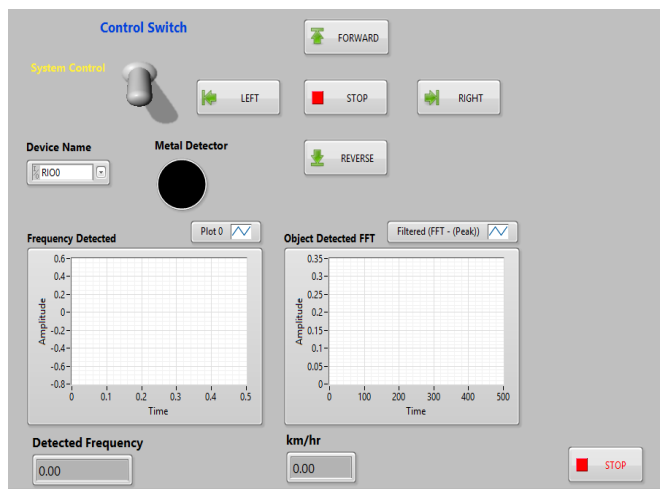 Control Switch
FORWARD
System Control
LEFT
STOP
RIGHT
Device Name
Metal Detector
REVERSE
RIO0
Plot 0
Filtered (FFT - (Peak))
Frequency Detected
Object Detected FFT
0.6
0.4
0.2
0
-0.2
-0.4
-0.6
-0.8
Amplitude
0 0.1 0.2 0.3 0.4 0.5
Time
0.35
0.3
0.25
0.2
0.15
0.1
0.05
0
Amplitude
0 100 200 300 400 500
Time
Detected Frequency
0.00
km/hr
0.00
STOP